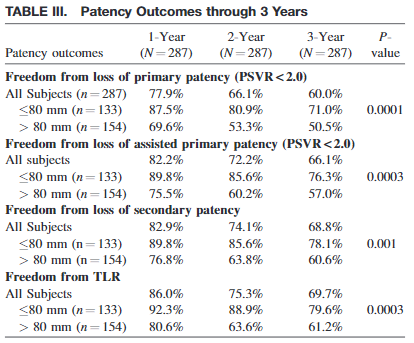 TABLE III. Patency Outcomes through 3 Years
1-Year 2-Year 3-Year P-
Patency outcomes (N = 287) (N = 287) (N = 287) value
Freedom from loss of primary patency (PSVR < 2.0)
All Subjects (n = 287) 77.9% 66.1% 60.0%
≤80 mm (n = 133) 87.5% 80.9% 71.0% 0.0001
> 80 mm (n = 154) 69.6% 53.3% 50.5%
Freedom from loss of assisted primary patency (PSVR < 2.0)
All subjects 82.2% 72.2% 66.1%
≤80 mm (n = 133) 89.8% 85.6% 76.3% 0.0003
> 80 mm (n = 154) 75.5% 60.2% 57.0%
Freedom from loss of secondary patency
All Subjects 82.9% 74.1% 68.8%
≤80 mm (n = 133) 89.8% 85.6% 78.1% 0.001
> 80 mm (n = 154) 76.8% 63.8% 60.6%
Freedom from TLR
All Subjects 86.0% 75.3% 69.7%
≤80 mm (n = 133) 92.3% 88.9% 79.6% 0.0003
> 80 mm (n = 154) 80.6% 63.6% 61.2%